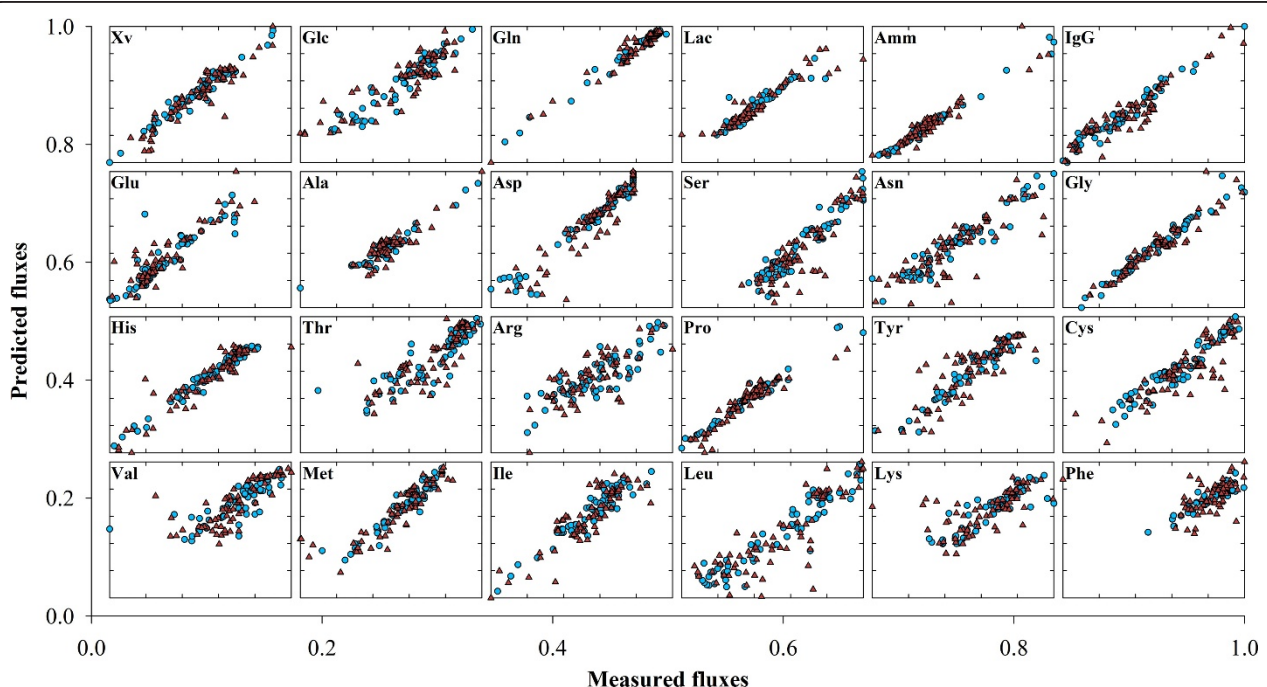 1.0
Xv Glc Gln Lac Amm IgG
0.8
Glu Ala Asp Ser Asn Gly
0.6
His Thr Arg Pro Tyr Cys
0.4
Val Met Ile Leu Lys Phe
0.2
0.0
Predicted fluxes
0.0 0.2 0.4 0.6 0.8 1.0
Measured fluxes